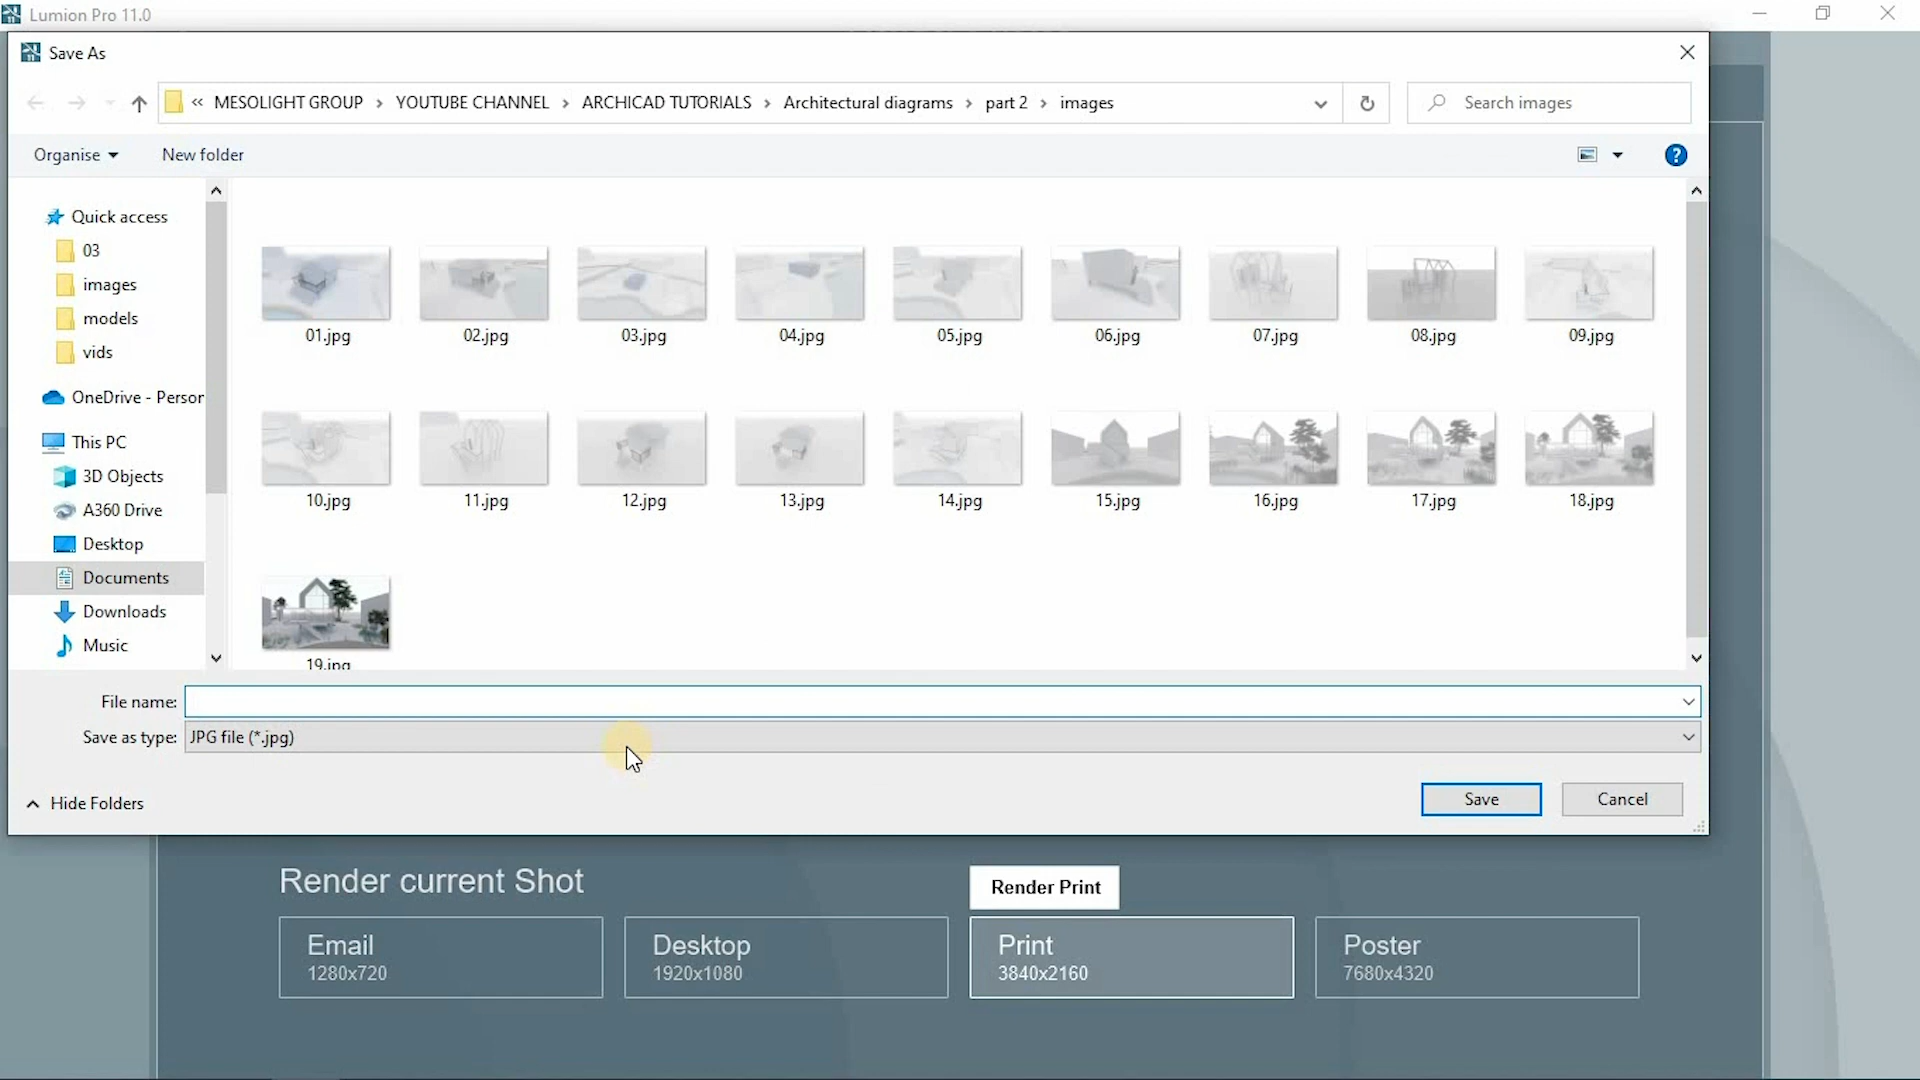 Lumion Pro 11.0
Save As
« MESOLIGHT GROUP › YOUTUBE CHANNEL › ARCHICAD TUTORIALS › Architectural diagrams › part 2 › images
Search images
Organise
New folder
Quick access
03
images
models
vids
OneDrive - Person
This PC
3D Objects
A360 Drive
Desktop
Documents
Downloads
Music
01.jpg 02.jpg 03.jpg 04.jpg 05.jpg 06.jpg 07.jpg 08.jpg 09.jpg
10.jpg 11.jpg 12.jpg 13.jpg 14.jpg 15.jpg 16.jpg 17.jpg 18.jpg
19.jpg
File name:
Save as type: JPG file (*.jpg)
Hide Folders
Save
Cancel
Render current Shot
Render Print
Email
1280x720
Desktop
1920x1080
Print
3840x2160
Poster
7680x4320